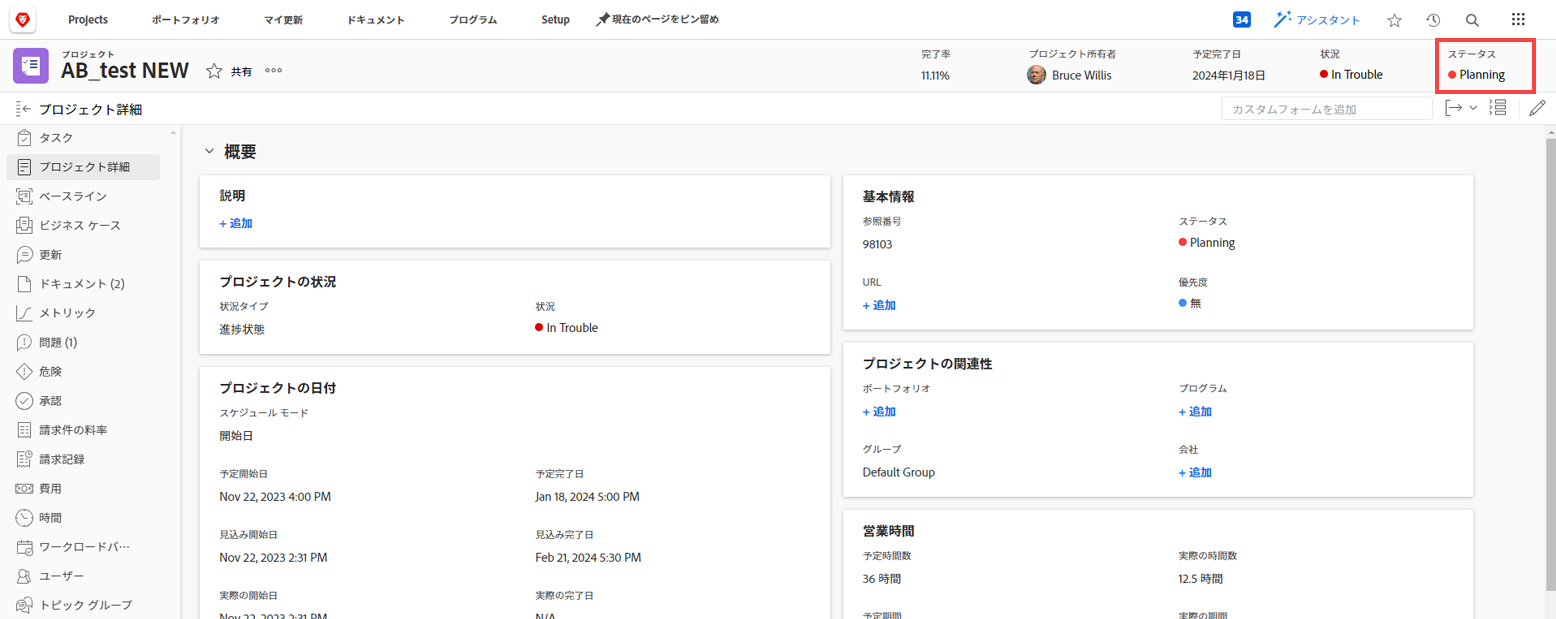 Projects ポートフォリオ マイ更新 ドキュメント プログラム Setup 現在のページをピン留め 34 アシスタント
プロジェクト
AB_test NEW 共有
完了率
11.11%
プロジェクト所有者
Bruce Willis
予定完了日
2024年1月18日
状況
In Trouble
ステータス
Planning
プロジェクト詳細
カスタムフォームを追加
タスク
プロジェクト詳細
ベースライン
ビジネス ケース
更新
ドキュメント (2)
メトリック
問題 (1)
危険
承認
請求件の料率
請求記録
費用
時間
ワークロードバ…
ユーザー
トピック グループ
概要
説明
+ 追加
プロジェクトの状況
状況タイプ 状況
進捗状態 In Trouble
プロジェクトの日付
スケジュール モード
開始日
予定開始日 予定完了日
Nov 22, 2023 4:00 PM Jan 18, 2024 5:00 PM
見込み開始日 見込み完了日
Nov 22, 2023 2:31 PM Feb 21, 2024 5:30 PM
実際の開始日 実際の完了日
Nov 22, 2023 2:31 PM N/A
基本情報
参照番号 ステータス
98103 Planning
URL 優先度
+ 追加 無
プロジェクトの関連性
ポートフォリオ プログラム
+ 追加 + 追加
グループ 会社
Default Group + 追加
営業時間
予定時間数 実際の時間数
36 時間 12.5 時間
予定期間 実際の期間